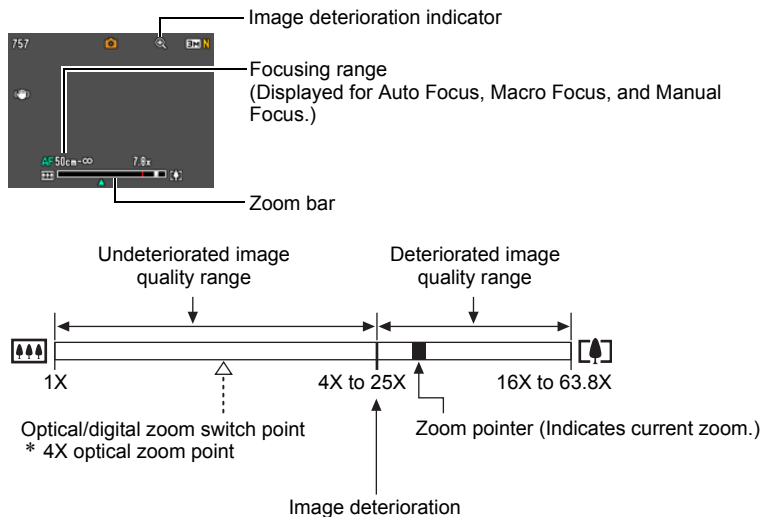 Image deterioration indicator
757
3M N
Focusing range
(Displayed for Auto Focus, Macro Focus, and Manual
Focus.)
AF 50cm-∞ 7.8x
Zoom bar
Undeteriorated image
quality range
Deteriorated image
quality range
1X
4X to 25X
16X to 63.8X
Optical/digital zoom switch point
* 4X optical zoom point
Zoom pointer (Indicates current zoom.)
Image deterioration